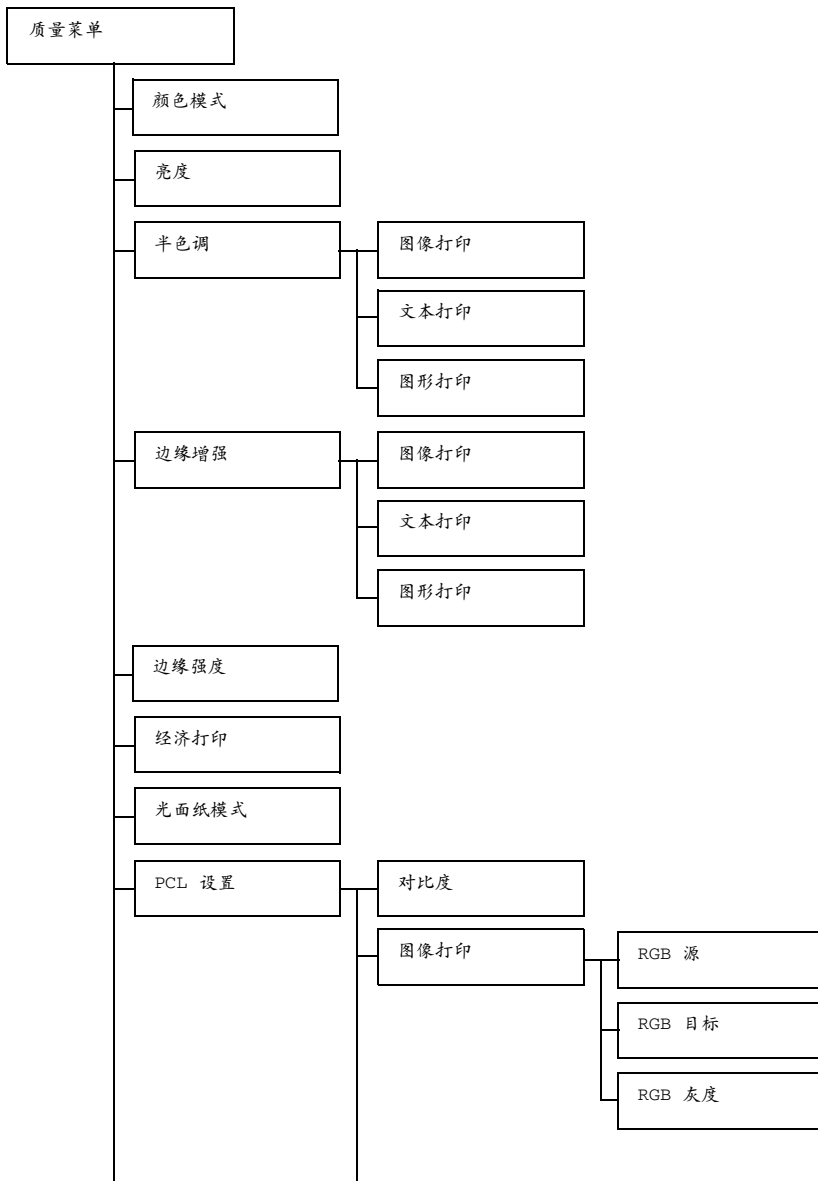 质量菜单
颜色模式
亮度
半色调
图像打印
文本打印
图形打印
边缘增强
图像打印
文本打印
图形打印
边缘强度
经济打印
光面纸模式
PCL 设置
对比度
图像打印
RGB 源
RGB 目标
RGB 灰度